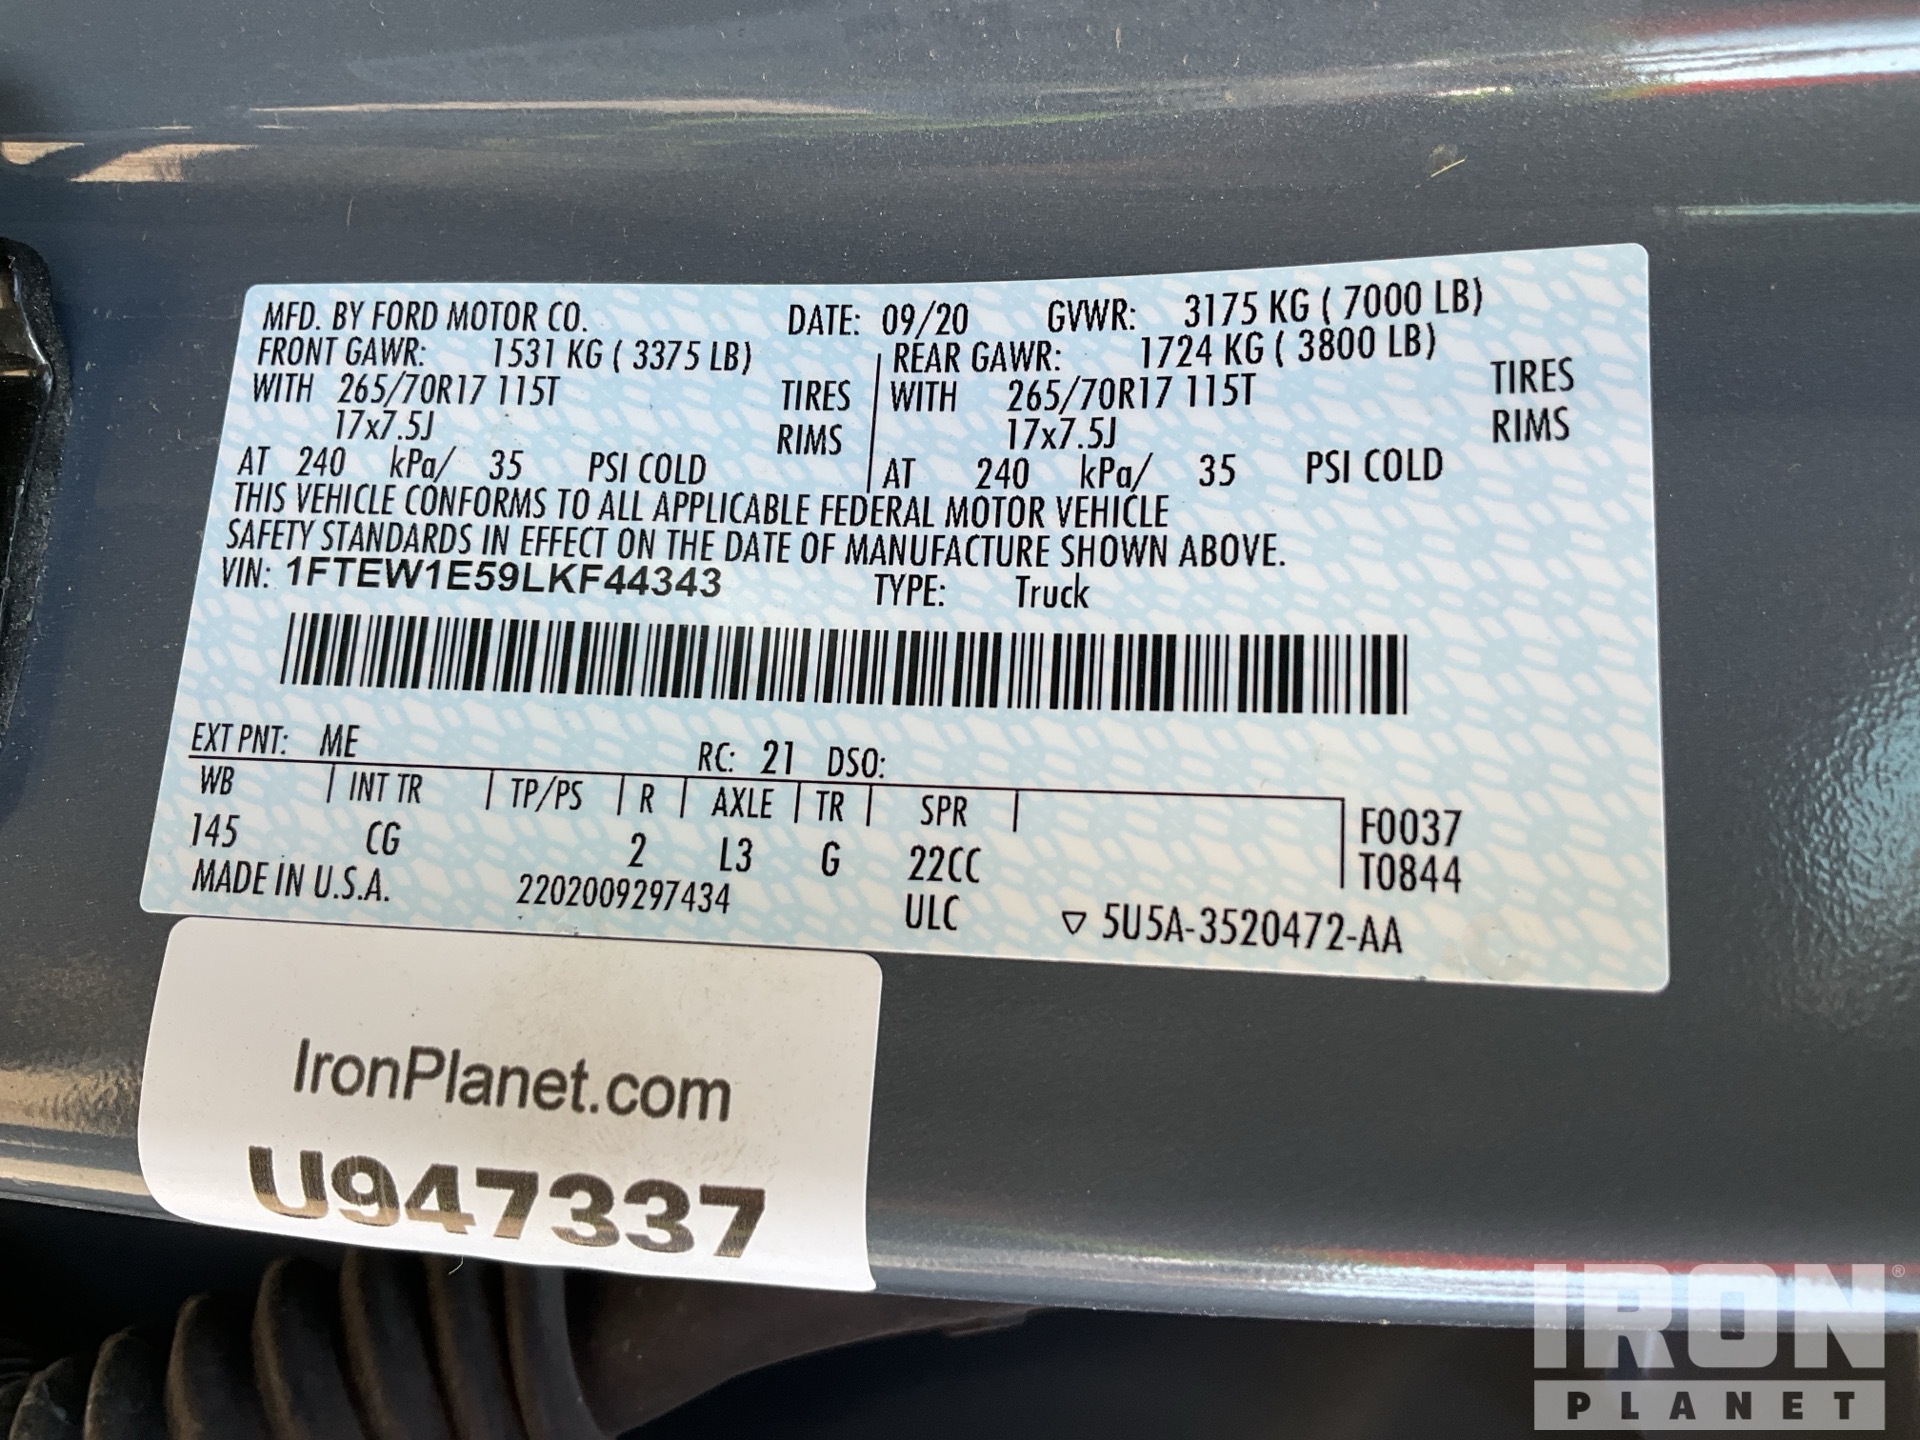 MFD. BY FORD MOTOR CO. DATE: 09/20 GVWR: 3175 KG ( 7000 LB)
FRONT GAWR: 1531 KG ( 3375 LB) REAR GAWR: 1724 KG ( 3800 LB)
WITH 265/70R17 115T TIRES WITH 265/70R17 115T TIRES
17x7.5J RIMS 17x7.5J RIMS
AT 240 kPa/ 35 PSI COLD AT 240 kPa/ 35 PSI COLD
THIS VEHICLE CONFORMS TO ALL APPLICABLE FEDERAL MOTOR VEHICLE
SAFETY STANDARDS IN EFFECT ON THE DATE OF MANUFACTURE SHOWN ABOVE.
VIN: 1FTEW1E59LKF44343 TYPE: Truck
EXT PNT: ME RC: 21 DSO:
WB INT TR TP/PS R AXLE TR SPR
145 CG 2 L3 G 22CC
F0037
T0844
MADE IN U.S.A. 2202009297434 ULC ▽ 5U5A-3520472-AA
IronPlanet.com
U947337
IRON®
PLANET